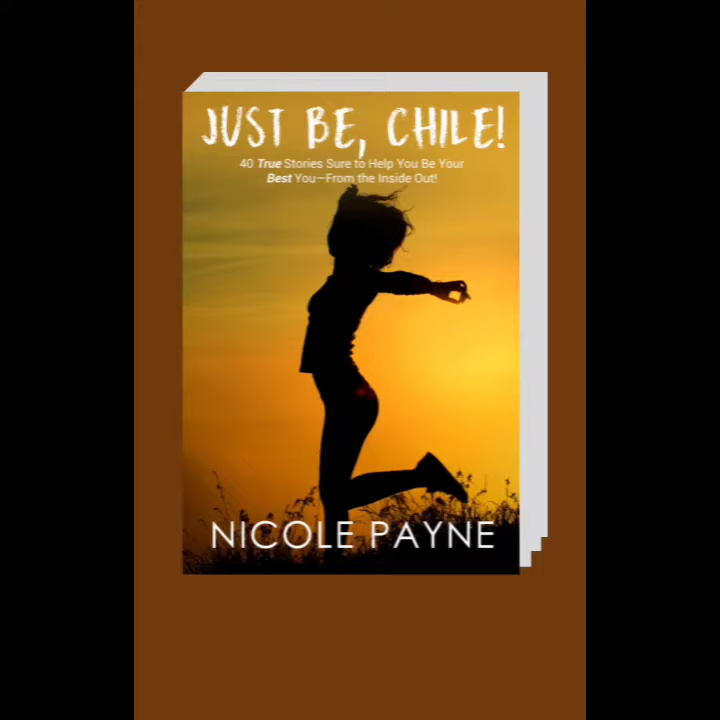 JUST BE, CHILE!
40 True Stories Sure to Help You Be Your
Best You—From the Inside Out!
NICOLE PAYNE